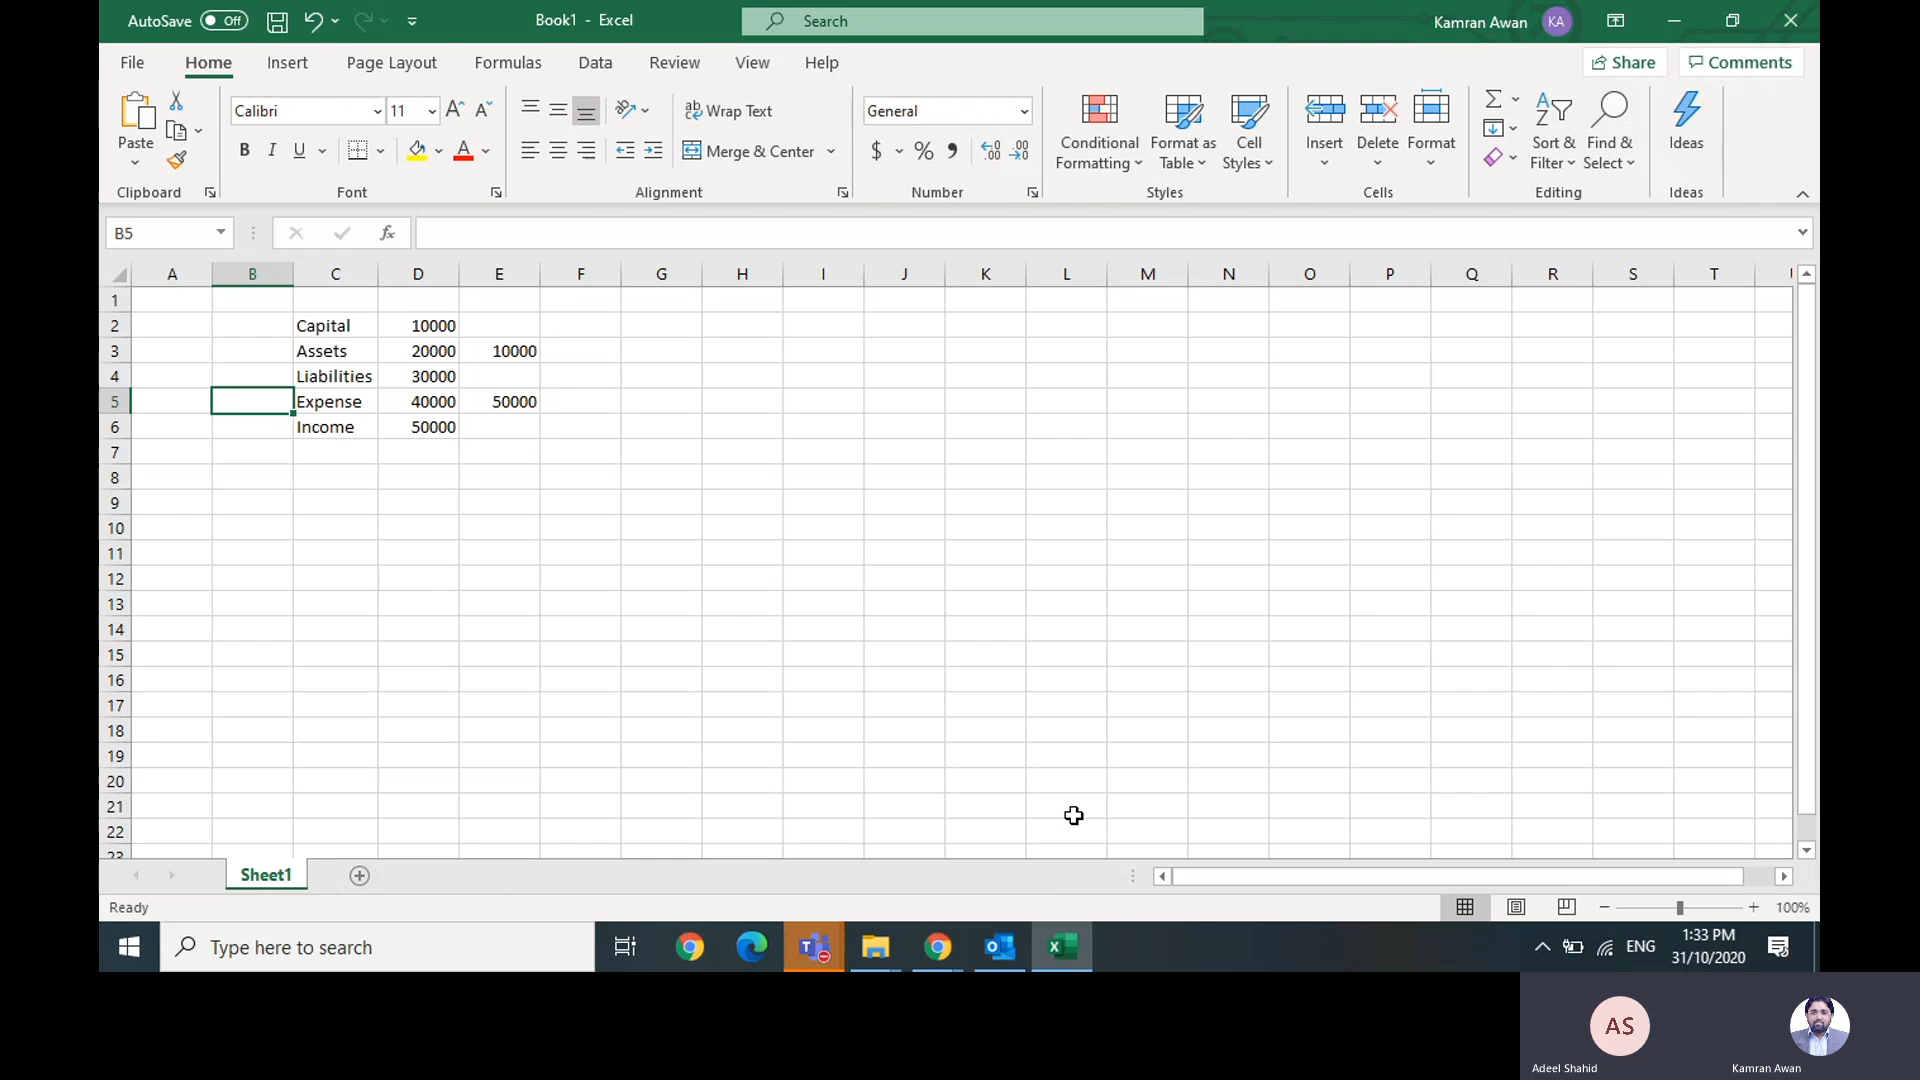 AutoSave Off Book1 - Excel Search Kamran Awan KA
File Home Insert Page Layout Formulas Data Review View Help Share Comments
Calibri 11 Wrap Text General
Paste Merge & Center $ % Conditional Formatting Format as Table Cell Styles Insert Delete Format Sort & Filter Find & Select Ideas
Clipboard Font Alignment Number Styles Cells Editing Ideas
B5 fx
A B C D E F G H I J K L M N O P Q R S T
1
2 Capital 10000
3 Assets 20000 10000
4 Liabilities 30000
5 Expense 40000 50000
6 Income 50000
7
8
9
10
11
12
13
14
15
16
17
18
19
20
21
22
23
Sheet1
Ready 100%
Type here to search ENG 1:33 PM
31/10/2020
AS
Adeel Shahid Kamran Awan